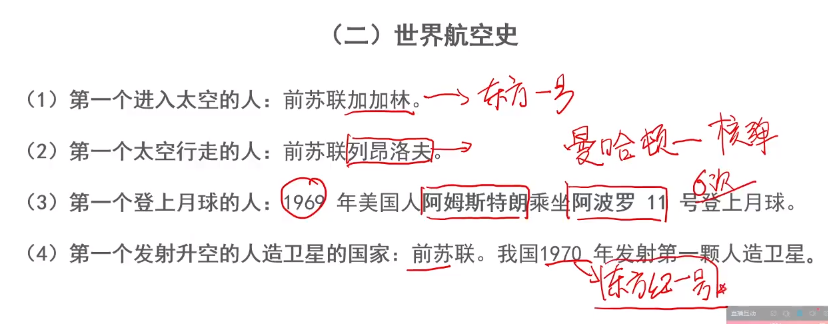 （二）世界航空史
（1）第一个进入太空的人：前苏联加加林。 东方一号
（2）第一个太空行走的人：前苏联列昂洛夫。
曼哈顿—核弹
6次
（3）第一个登上月球的人：1969 年美国人阿姆斯特朗乘坐阿波罗 11 号登上月球。
（4）第一个发射升空的人造卫星的国家：前苏联。我国1970 年发射第一颗人造卫星。
东方红一号
直播互动